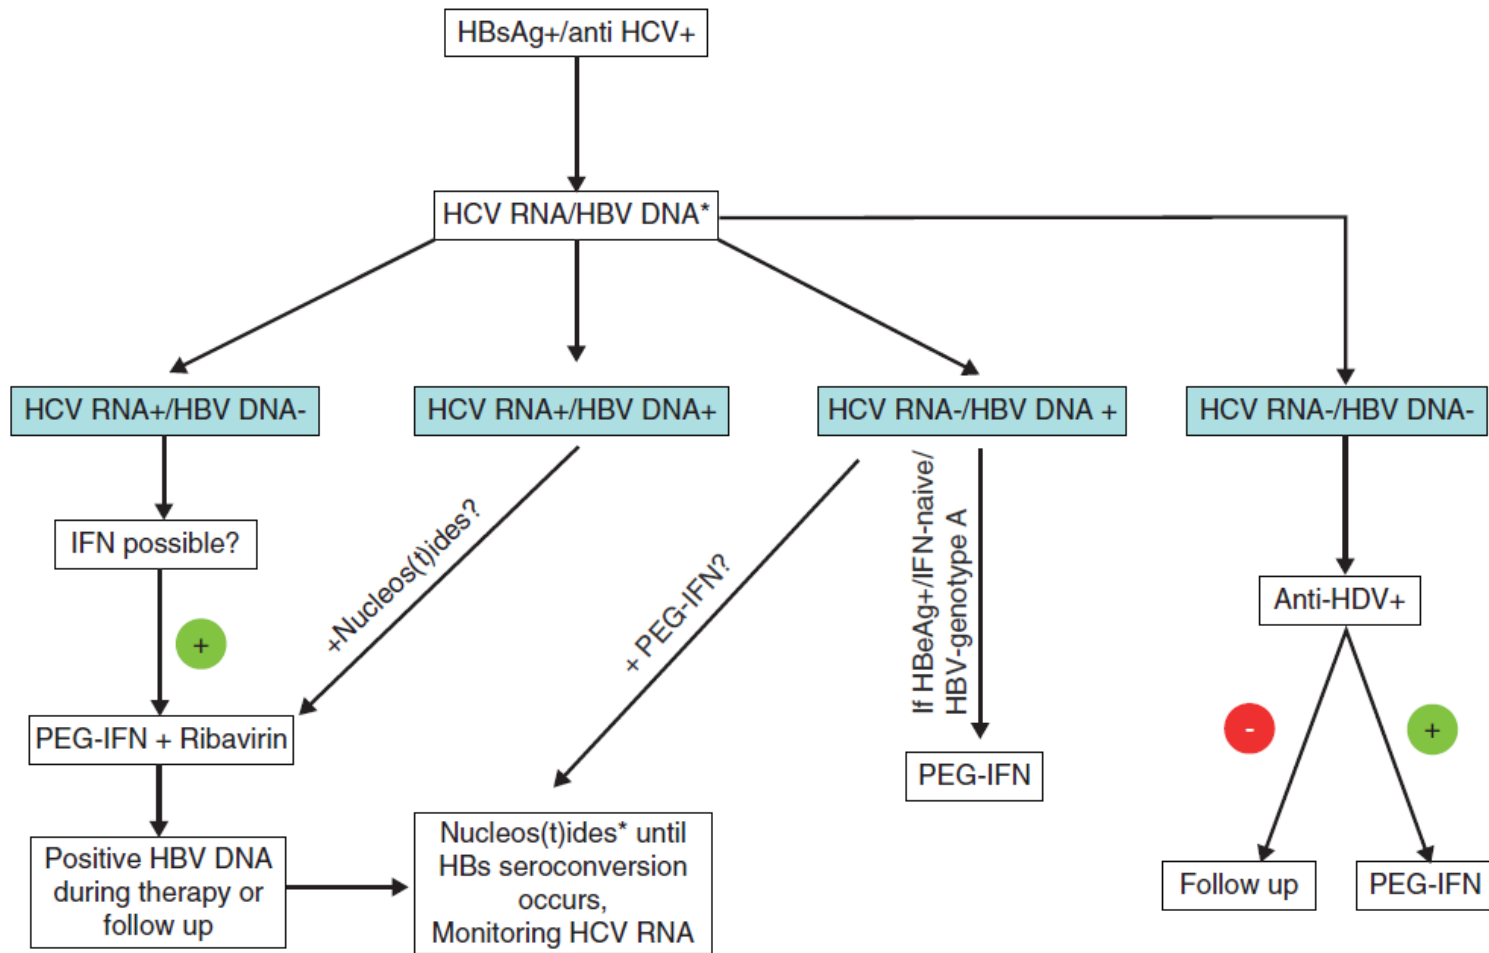 HBsAg+/anti HCV+
HCV RNA/HBV DNA*
HCV RNA+/HBV DNA-
HCV RNA+/HBV DNA+
HCV RNA-/HBV DNA +
HCV RNA-/HBV DNA-
IFN possible?
+Nucleos(t)ides?
+ PEG-IFN?
If HBeAg+/IFN-naive/
HBV-genotype A
Anti-HDV+
+
-
+
PEG-IFN + Ribavirin
PEG-IFN
Positive HBV DNA
during therapy or
follow up
Nucleos(t)ides* until
HBs seroconversion
occurs,
Monitoring HCV RNA
Follow up
PEG-IFN